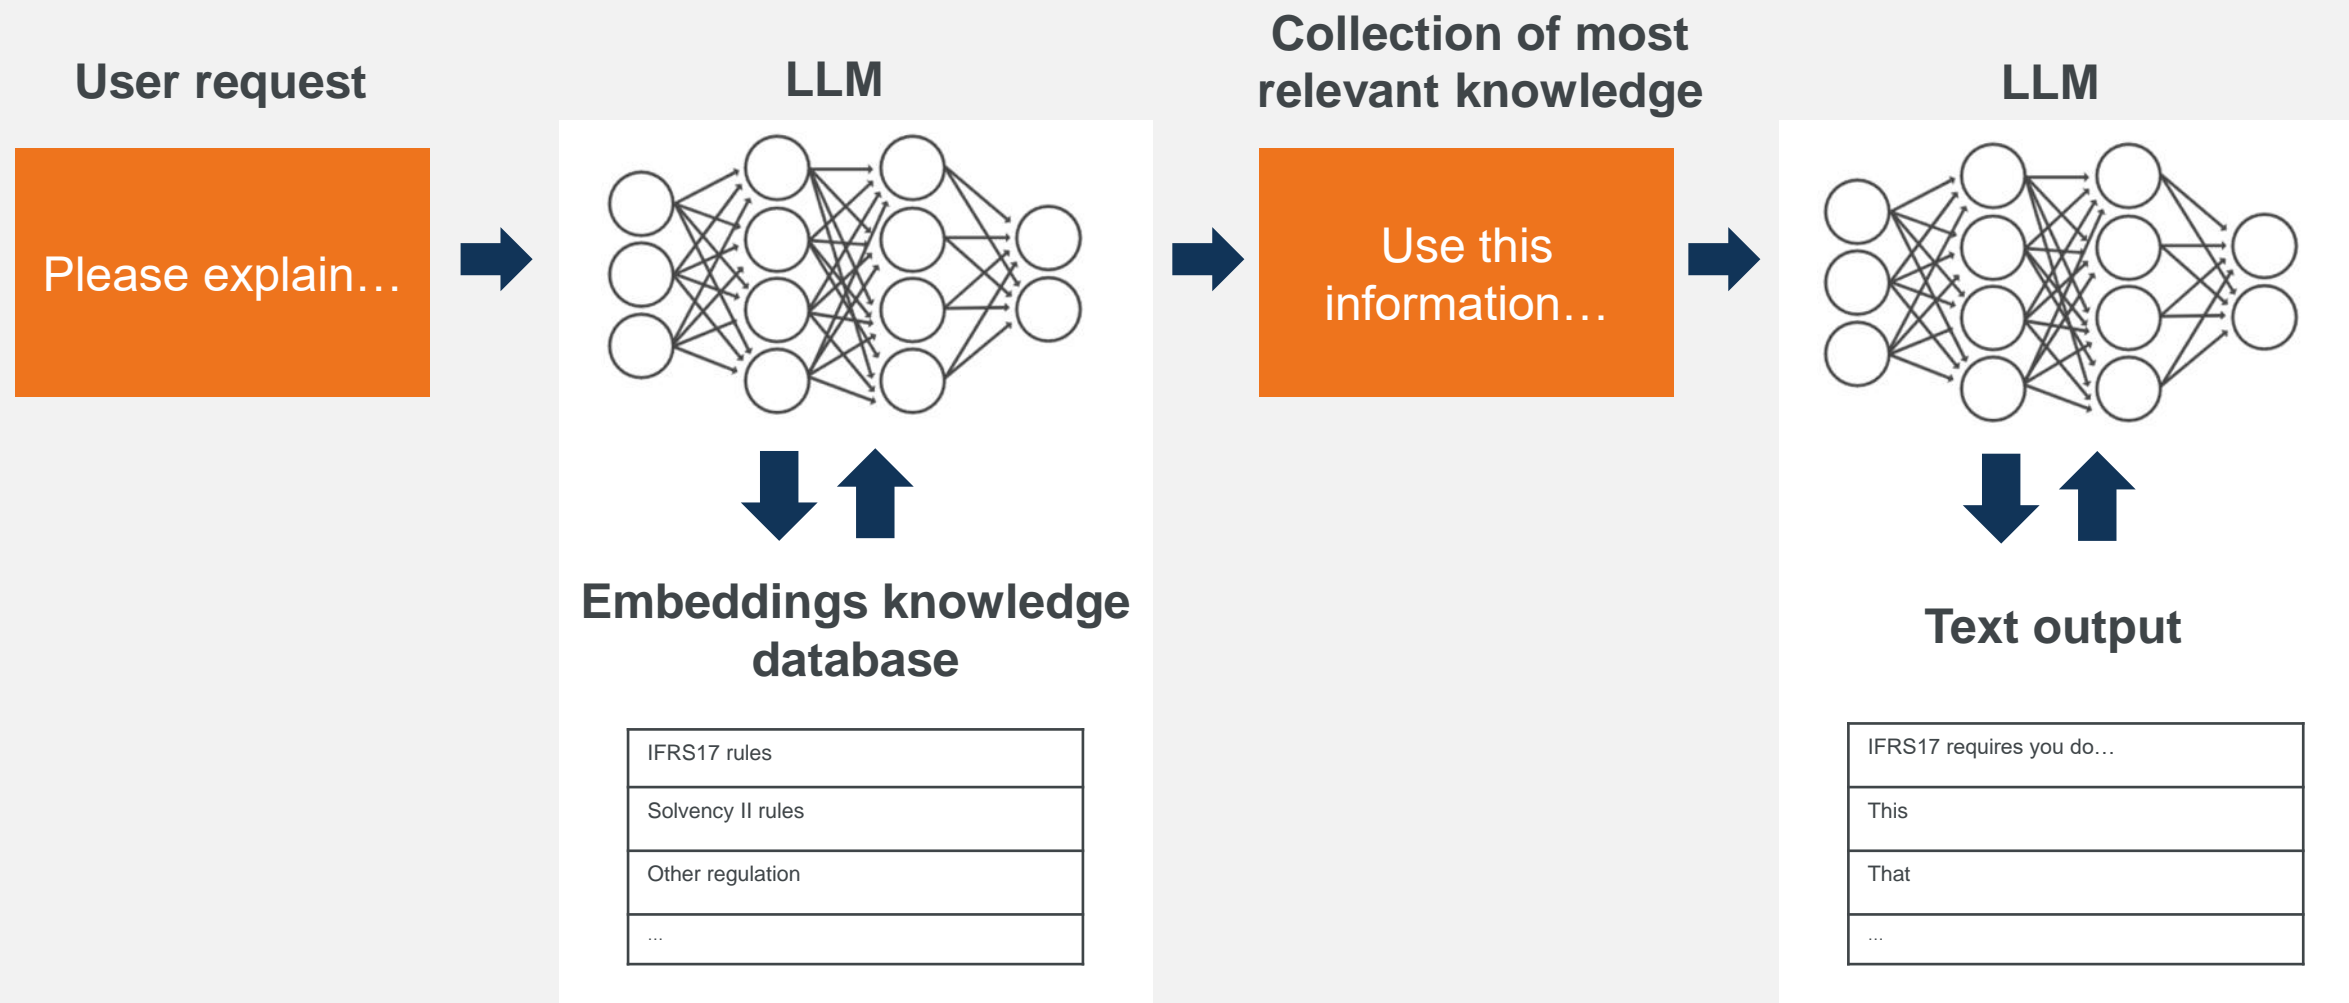 User request
Please explain…
LLM
Embeddings knowledge
database
IFRS17 rules
Solvency II rules
Other regulation
...
Collection of most
relevant knowledge
Use this
information…
LLM
Text output
IFRS17 requires you do…
This
That
...